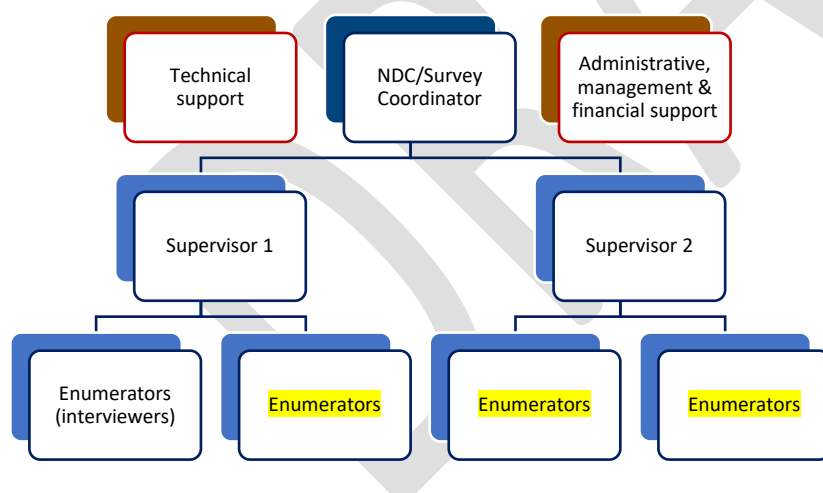 Technical
support
NDC/Survey
Coordinator
Administrative,
management &
financial support
Supervisor 1
Supervisor 2
Enumerators
(interviewers)
Enumerators
Enumerators
Enumerators